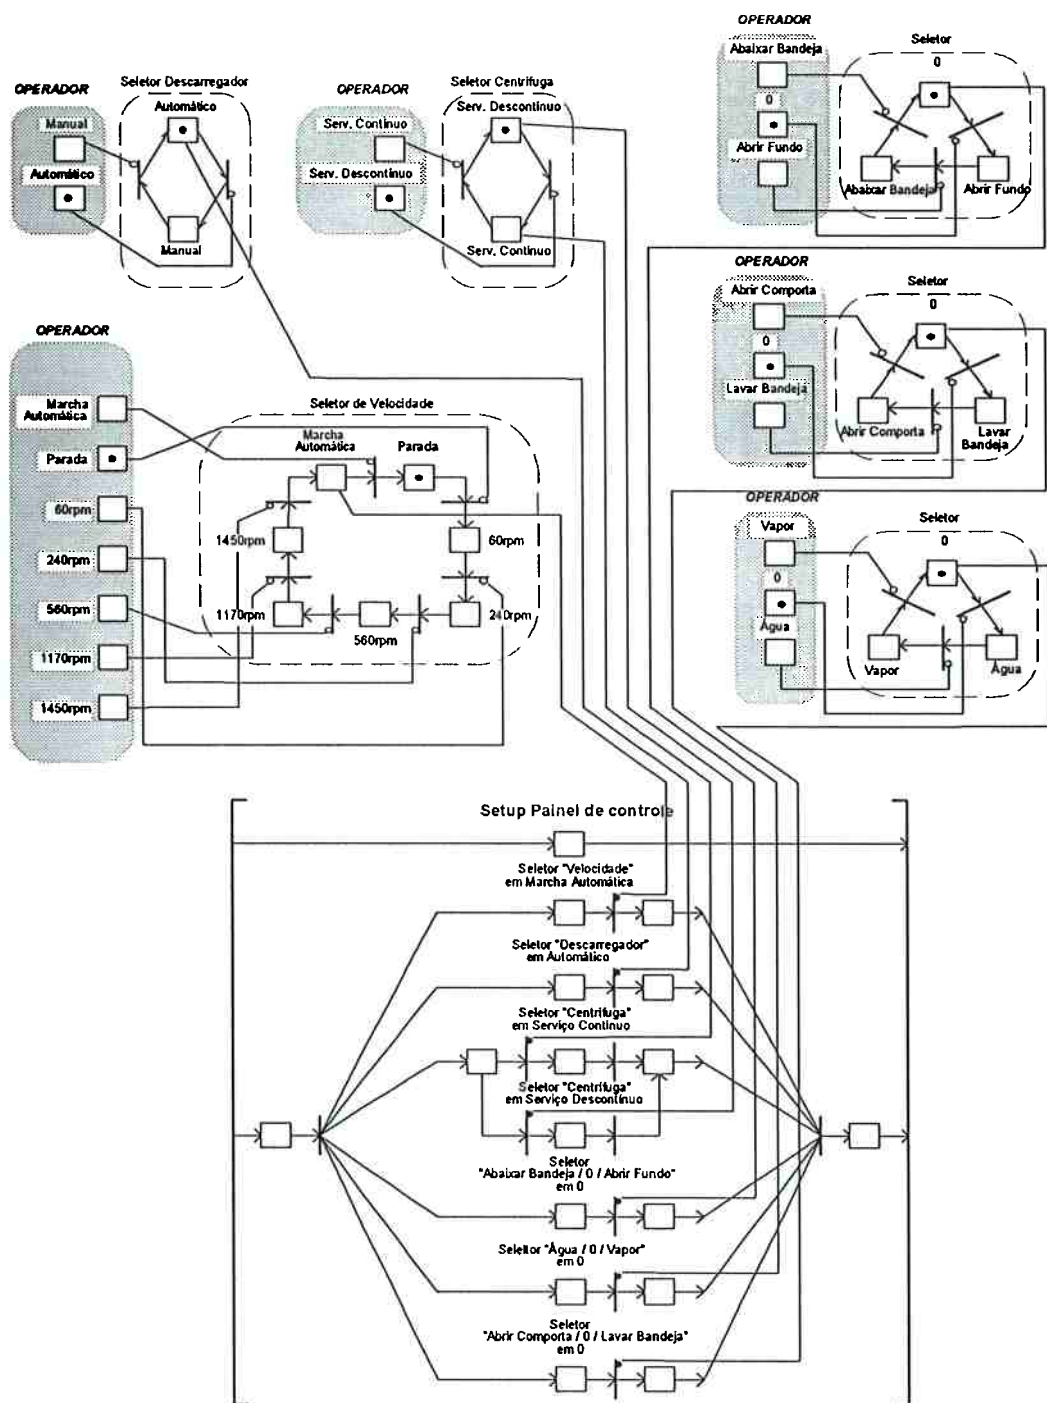 OPERADOR
Manual
Automático
Seletor Descarregador
Automático
Manual
OPERADOR
Serv. Contínuo
Serv. Descontínuo
Seletor Centrífuga
Serv. Descontínuo
Serv. Contínuo
OPERADOR
Abaixar Bandeja
0
Abrir Fundo
Seletor
0
Abaixar Bandeja
Abrir Fundo
OPERADOR
Abrir Comporta
0
Lavar Bandeja
Seletor
0
Abrir Comporta
Lavar
Bandeja
OPERADOR
Vapor
0
Água
Seletor
0
Vapor
Água
OPERADOR
Marcha
Automática
Parada
60rpm
240rpm
560rpm
1170rpm
1450rpm
Seletor de Velocidade
Marcha
Automática
Parada
1450rpm
60rpm
1170rpm
560rpm
240rpm
Setup Painel de controle
Seletor "Velocidade"
em Marcha Automática
Seletor "Descarregador"
em Automático
Seletor "Centrífuga"
em Serviço Contínuo
Seletor "Centrífuga"
em Serviço Descontínuo
Seletor
"Abaixar Bandeja / 0 / Abrir Fundo"
em 0
Seletor "Água / 0 / Vapor"
em 0
Seletor
"Abrir Comporta / 0 / Lavar Bandeja"
em 0